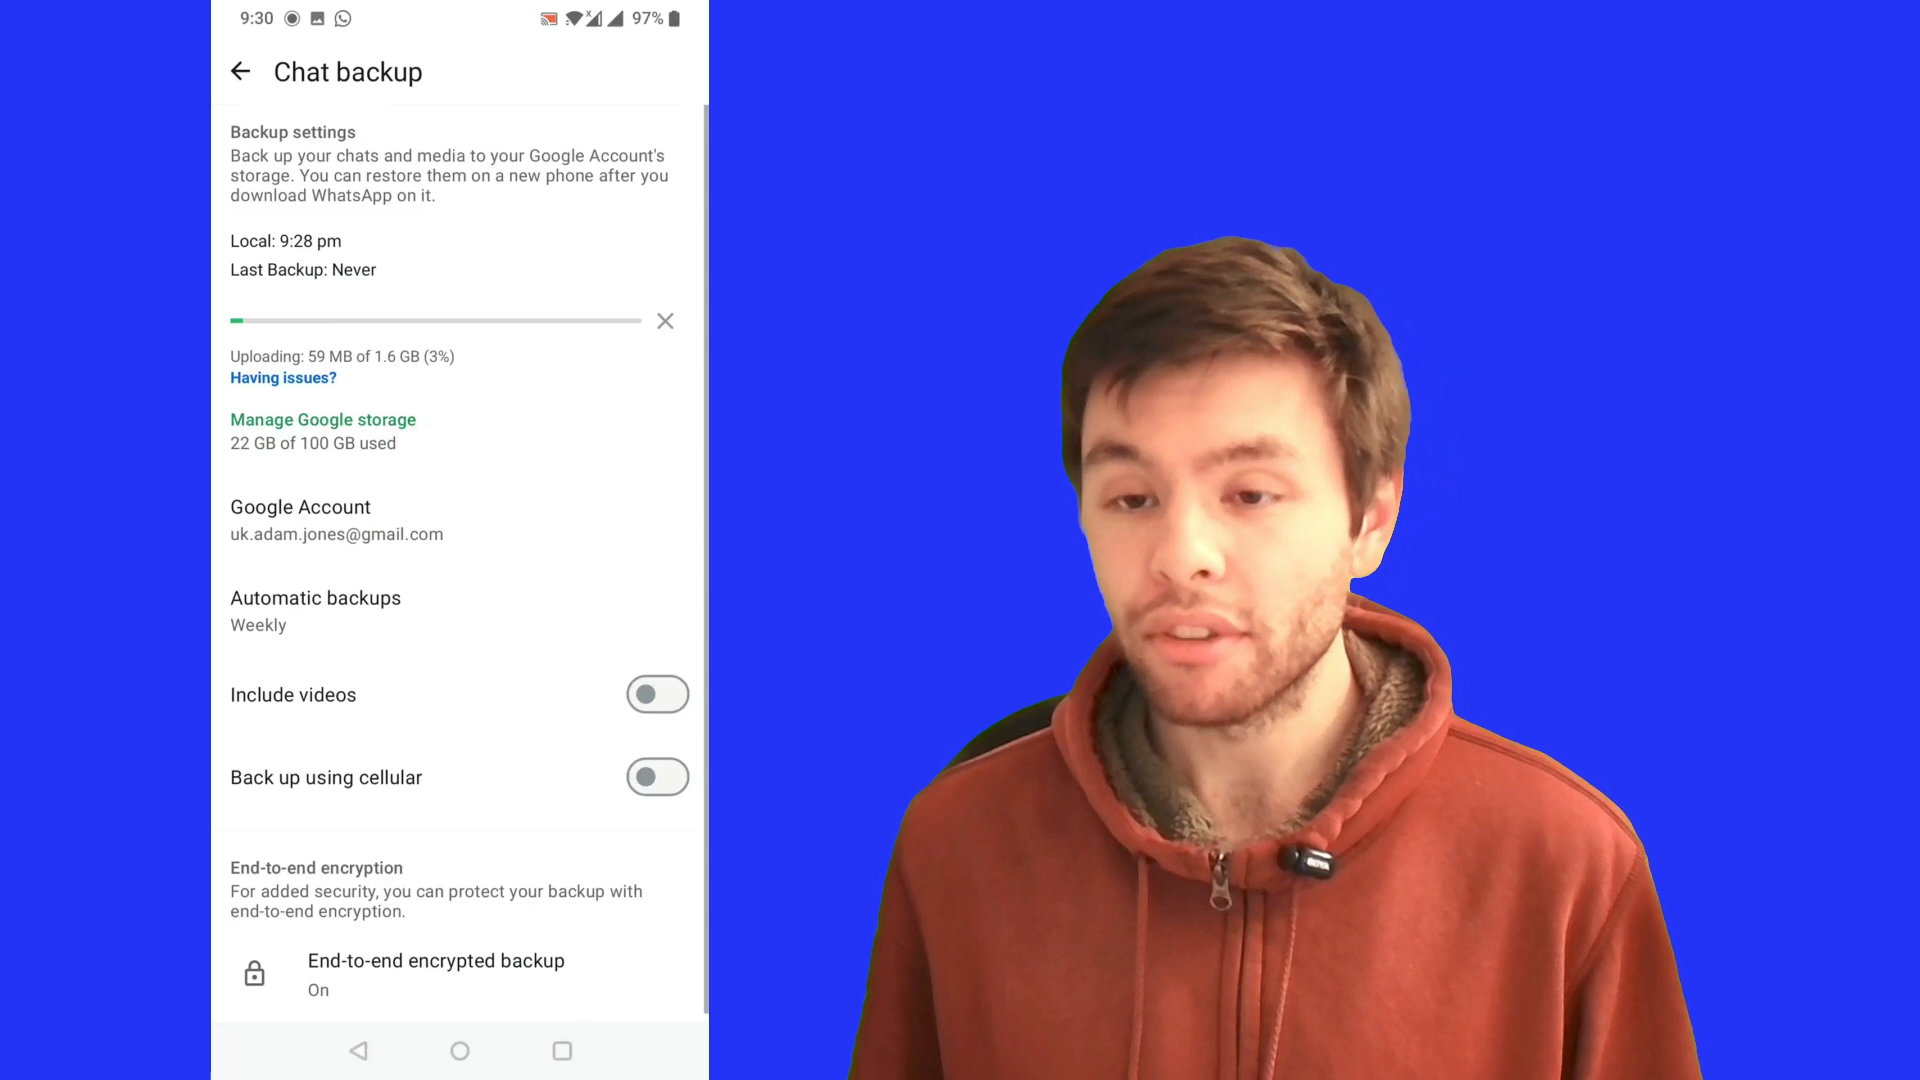 9:30
97%
Chat backup
Backup settings
Back up your chats and media to your Google Account's
storage. You can restore them on a new phone after you
download WhatsApp on it.
Local: 9:28 pm
Last Backup: Never
Uploading: 59 MB of 1.6 GB (3%)
Having issues?
Manage Google storage
22 GB of 100 GB used
Google Account
uk.adam.jones@gmail.com
Automatic backups
Weekly
Include videos
Back up using cellular
End-to-end encryption
For added security, you can protect your backup with
end-to-end encryption.
End-to-end encrypted backup
On